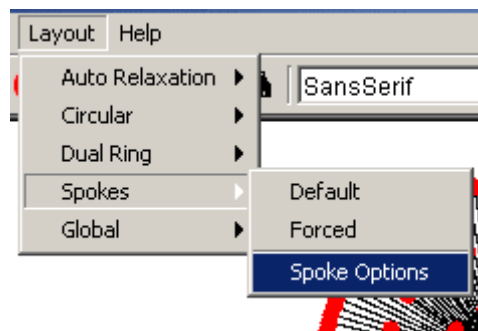 Layout Help
Auto Relaxation
SansSerif
Circular
Dual Ring
Spokes
Default
Global
Forced
Spoke Options